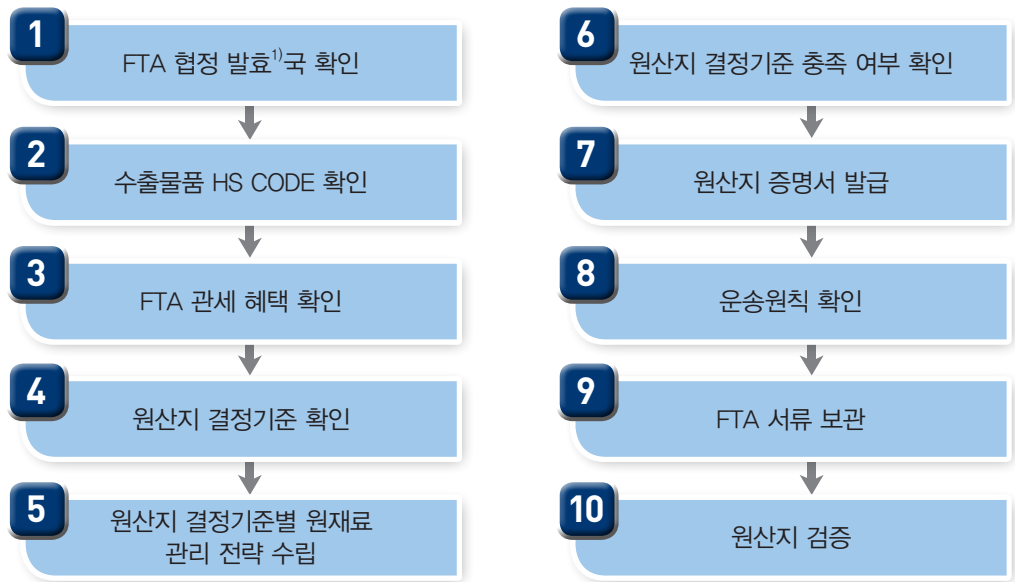 1
FTA 협정 발효1)국 확인
2
수출물품 HS CODE 확인
3
FTA 관세 혜택 확인
4
원산지 결정기준 확인
5
원산지 결정기준별 원재료
관리 전략 수립
6
원산지 결정기준 충족 여부 확인
7
원산지 증명서 발급
8
운송원칙 확인
9
FTA 서류 보관
10
원산지 검증